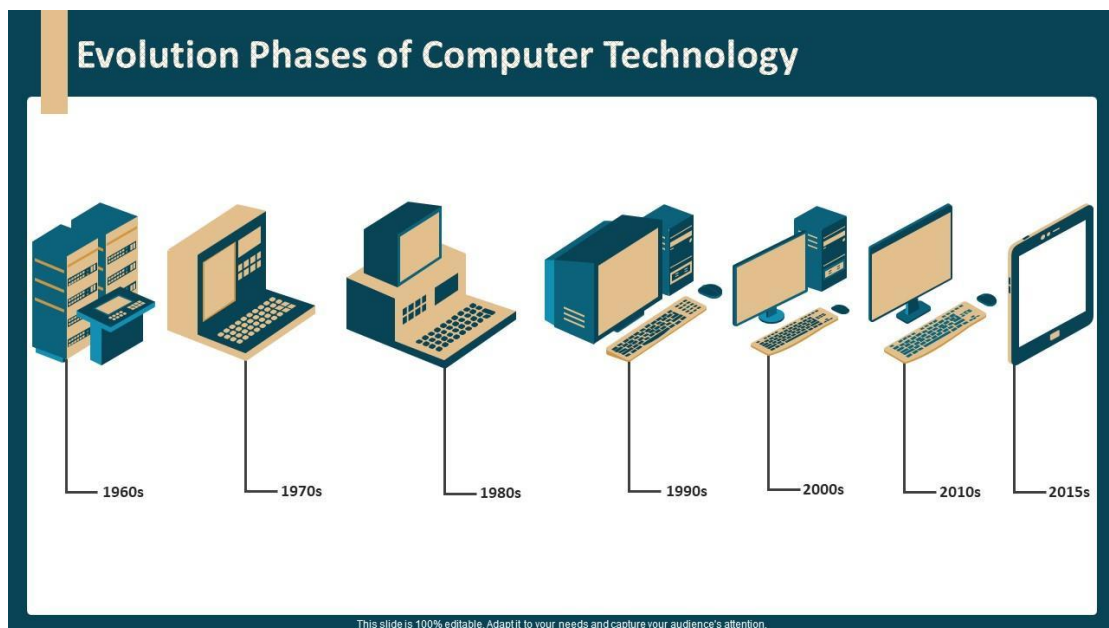 Evolution Phases of Computer Technology
1960s
1970s
1980s
1990s
2000s
2010s
2015s
This slide is 100% editable. Adapt it to your needs and capture your audience's attention.